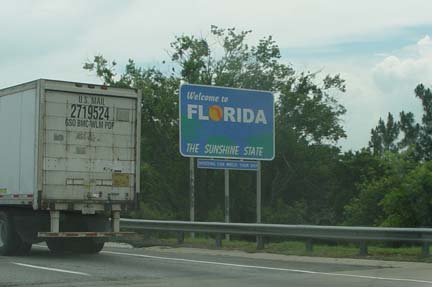 U.S. MAIL
2719524
Welcome to
FLORIDA
THE SUNSHINE STATE